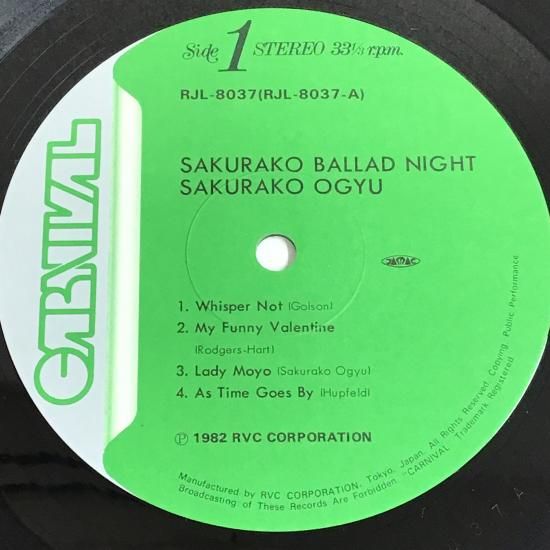 Side 1 STEREO 33⅓ rpm.
RJL-8037(RJL-8037-A)
SAKURAKO BALLAD NIGHT
SAKURAKO OGYU
CARNIVAL
JASRAC
1. Whisper Not (Golson)
2. My Funny Valentine
(Rodgers-Hart)
3. Lady Moyo (Sakurako Ogyu)
4. As Time Goes By (Hupfeld)
Ⓟ 1982 RVC CORPORATION
Manufactured by RVC CORPORATION, Tokyo, Japan. All Rights Reserved. Copying, Public Performance
Broadcasting of These Records Are Forbidden. "CARNIVAL" Trademark Registered